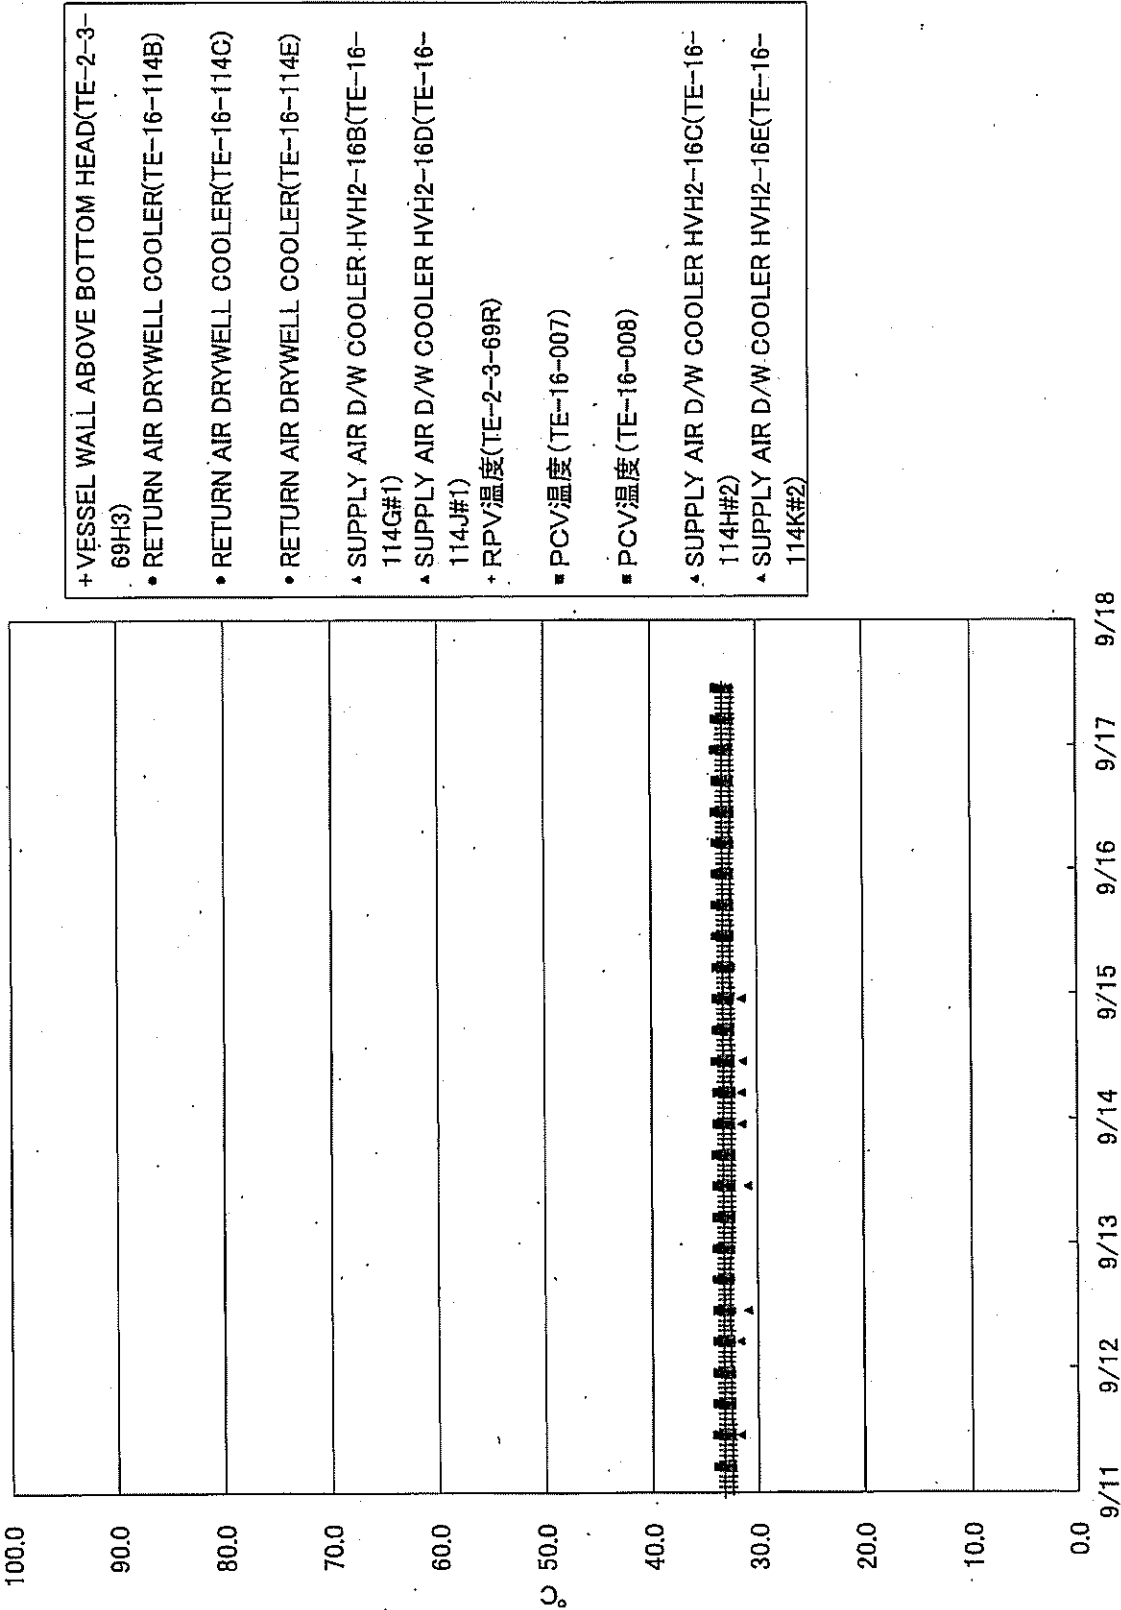 100.0
90.0
80.0
70.0
60.0
50.0
40.0
30.0
20.0
10.0
0.0
℃
9/11
9/12
9/13
9/14
9/15
9/16
9/17
9/18
+ VESSEL WALL ABOVE BOTTOM HEAD(TE-2-3-
69H3)
● RETURN AIR DRYWELL COOLER(TE-16-114B)
● RETURN AIR DRYWELL COOLER(TE-16-114C)
● RETURN AIR DRYWELL COOLER(TE-16-114E)
▲ SUPPLY AIR D/W COOLER HVH2-16B(TE-16-
114G#1)
▲ SUPPLY AIR D/W COOLER HVH2-16D(TE-16-
114J#1)
+ RPV温度(TE-2-3-69R)
■ PCV温度(TE-16-007)
■ PCV温度(TE-16-008)
▲ SUPPLY AIR D/W COOLER HVH2-16C(TE-16-
114H#2)
▲ SUPPLY AIR D/W COOLER HVH2-16E(TE-16-
114K#2)